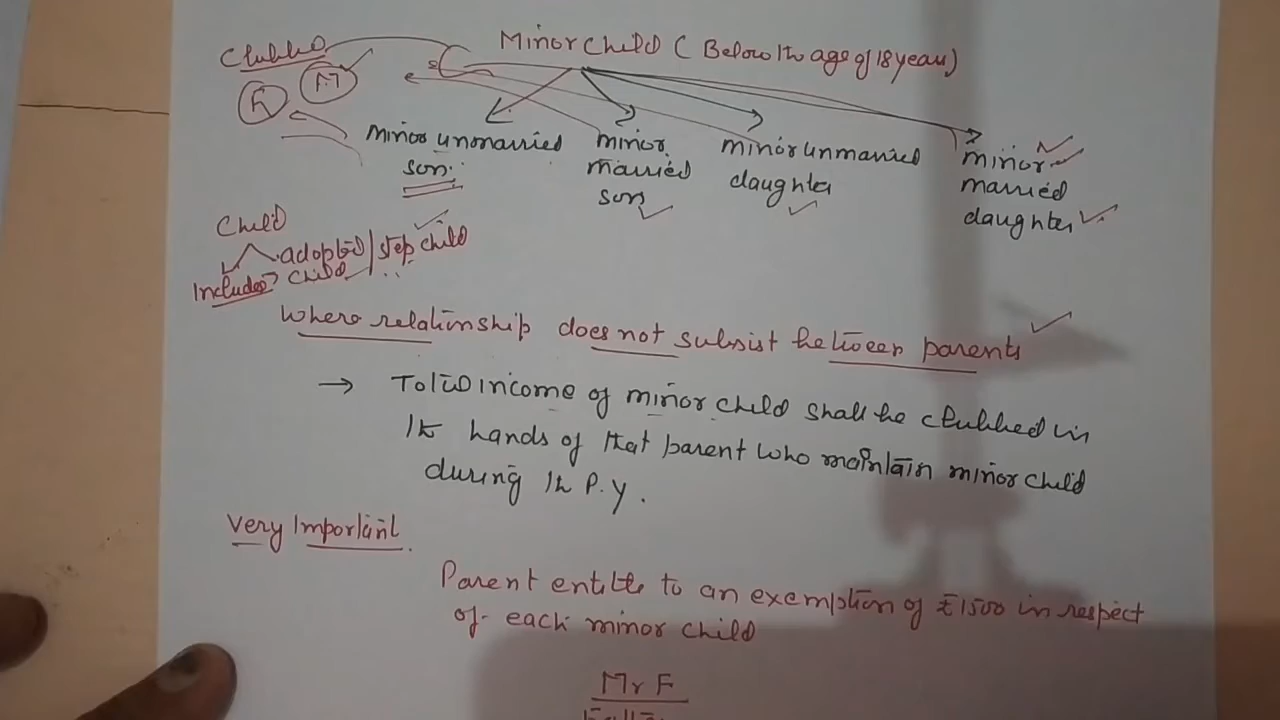 Clubbed
Minor child ( Below the age of 18 years)
F M
minor unmarried son.
minor married son
minor unmarried daughter
minor married daughter
Child
adopted / step child
Includes child
Where relationship does not subsist between parents
→ Total income of minor child shall be clubbed in
the hands of that parent who maintain minor child
during the P.Y.
Very Important.
Parent entitle to an exemption of ₹1500 in respect
of each minor child
Mr F